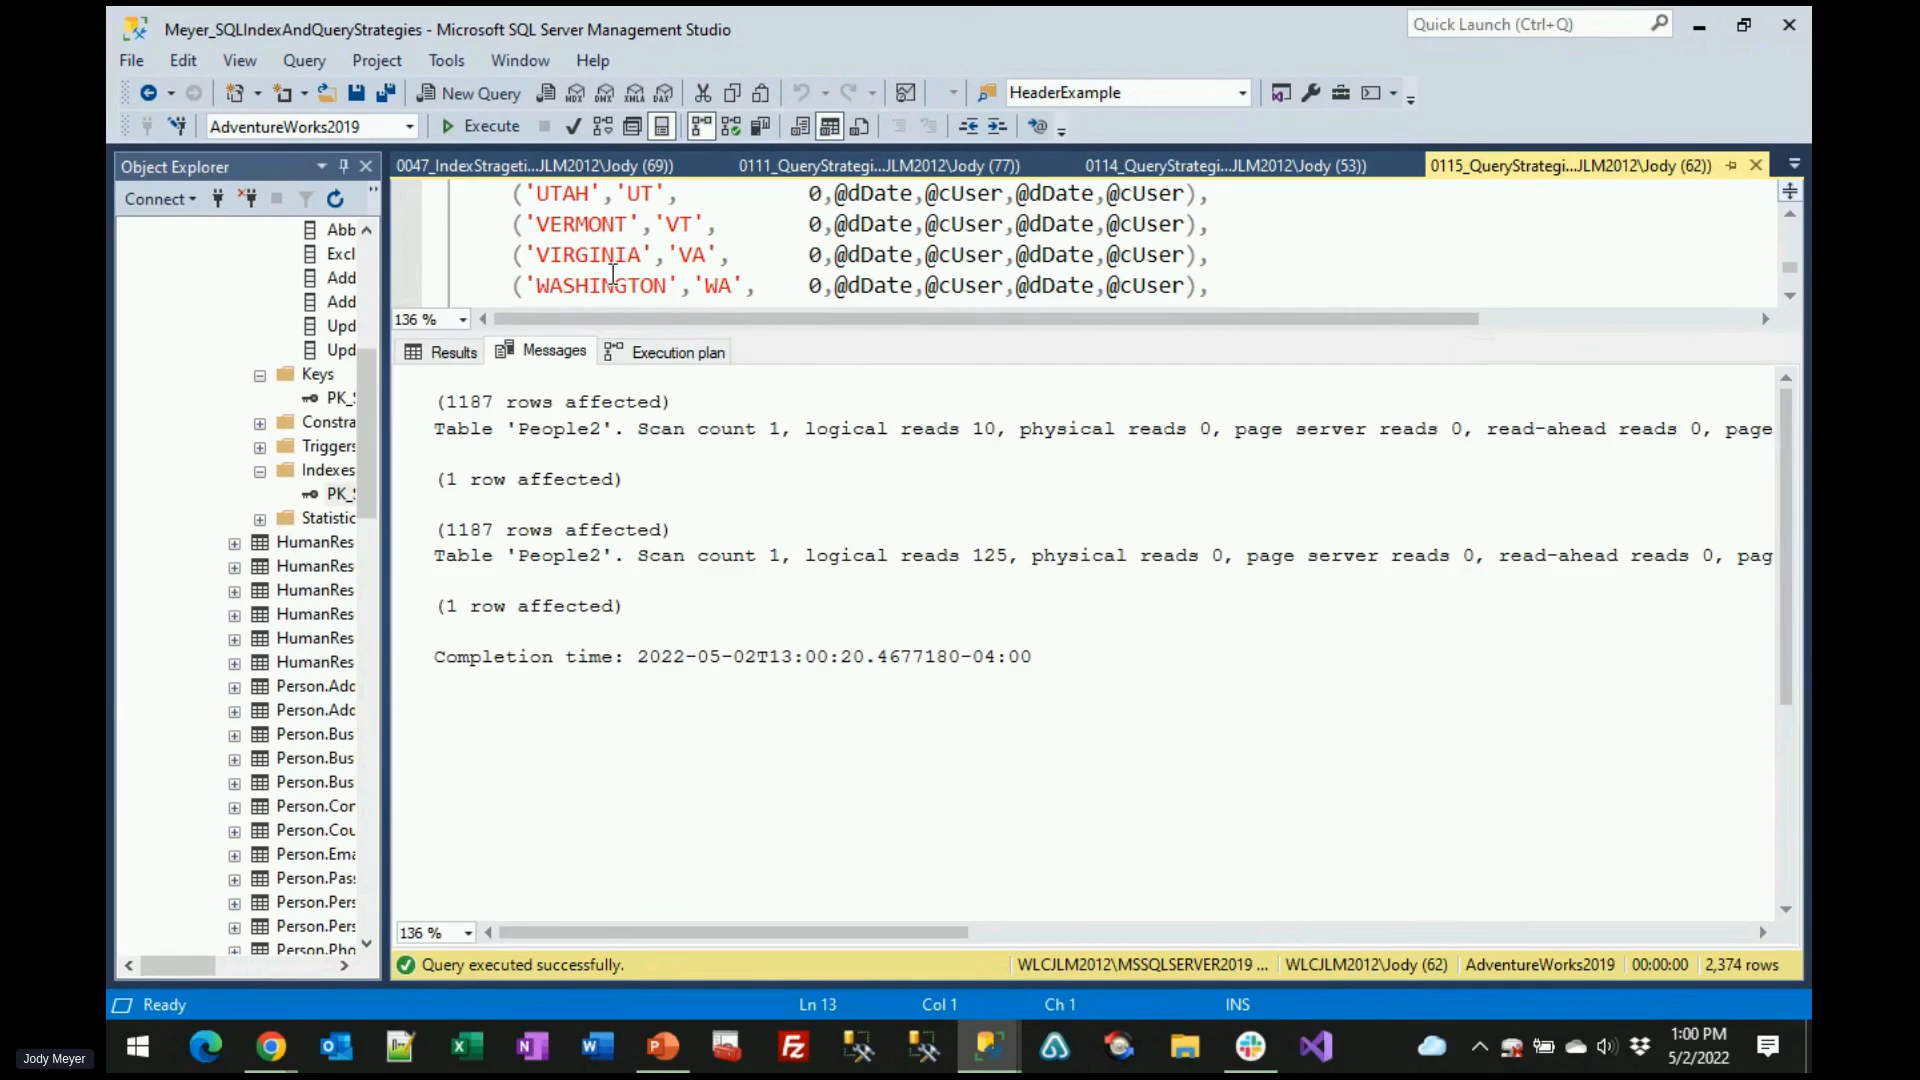 Meyer_SQLIndexAndQueryStrategies - Microsoft SQL Server Management Studio
Quick Launch (Ctrl+Q)
File Edit View Query Project Tools Window Help
New Query
MDX DMX XMLA DAX
HeaderExample
AdventureWorks2019
Execute
Object Explorer
0047_IndexStrageti...JLM2012\Jody (69))
0111_QueryStrategi...JLM2012\Jody (77))
0114_QueryStrategi...JLM2012\Jody (53))
0115_QueryStrategi...JLM2012\Jody (62))
Connect
Abb
Excl
Add
Add
Upd
Upd
Keys
PK_
Constra
Triggers
Indexes
PK_
Statistic
HumanRes
HumanRes
HumanRes
HumanRes
HumanRes
HumanRes
Person.Add
Person.Add
Person.Bus
Person.Bus
Person.Bus
Person.Cor
Person.Cou
Person.Ema
Person.Pas
Person.Pers
Person.Pers
Person.Pho
('UTAH','UT', 0,@dDate,@cUser,@dDate,@cUser),
('VERMONT','VT', 0,@dDate,@cUser,@dDate,@cUser),
('VIRGINIA','VA', 0,@dDate,@cUser,@dDate,@cUser),
('WASHINGTON','WA', 0,@dDate,@cUser,@dDate,@cUser),
136 %
Results Messages Execution plan
(1187 rows affected)
Table 'People2'. Scan count 1, logical reads 10, physical reads 0, page server reads 0, read-ahead reads 0, page
(1 row affected)
(1187 rows affected)
Table 'People2'. Scan count 1, logical reads 125, physical reads 0, page server reads 0, read-ahead reads 0, pag
(1 row affected)
Completion time: 2022-05-02T13:00:20.4677180-04:00
136 %
Query executed successfully.
WLCJLM2012\MSSQLSERVER2019 ... WLCJLM2012\Jody (62) AdventureWorks2019 00:00:00 2,374 rows
Ready Ln 13 Col 1 Ch 1 INS
1:00 PM
5/2/2022
Jody Meyer